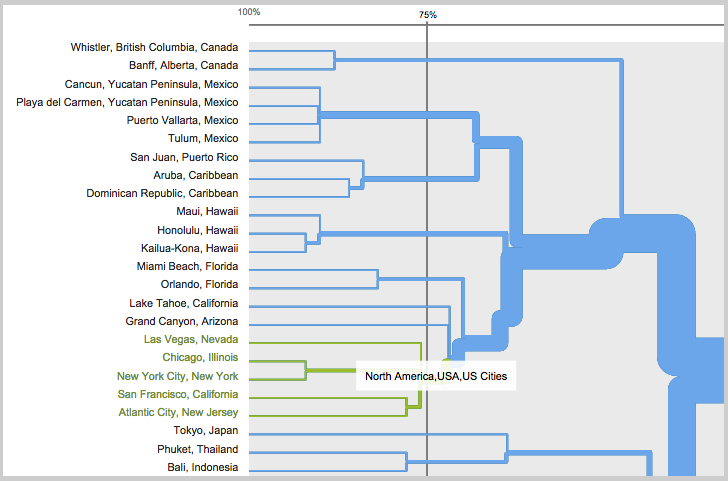 100%
75%
Whistler, British Columbia, Canada
Banff, Alberta, Canada
Cancun, Yucatan Peninsula, Mexico
Playa del Carmen, Yucatan Peninsula, Mexico
Puerto Vallarta, Mexico
Tulum, Mexico
San Juan, Puerto Rico
Aruba, Caribbean
Dominican Republic, Caribbean
Maui, Hawaii
Honolulu, Hawaii
Kailua-Kona, Hawaii
Miami Beach, Florida
Orlando, Florida
Lake Tahoe, California
Grand Canyon, Arizona
Las Vegas, Nevada
Chicago, Illinois
New York City, New York
North America,USA,US Cities
San Francisco, California
Atlantic City, New Jersey
Tokyo, Japan
Phuket, Thailand
Bali, Indonesia